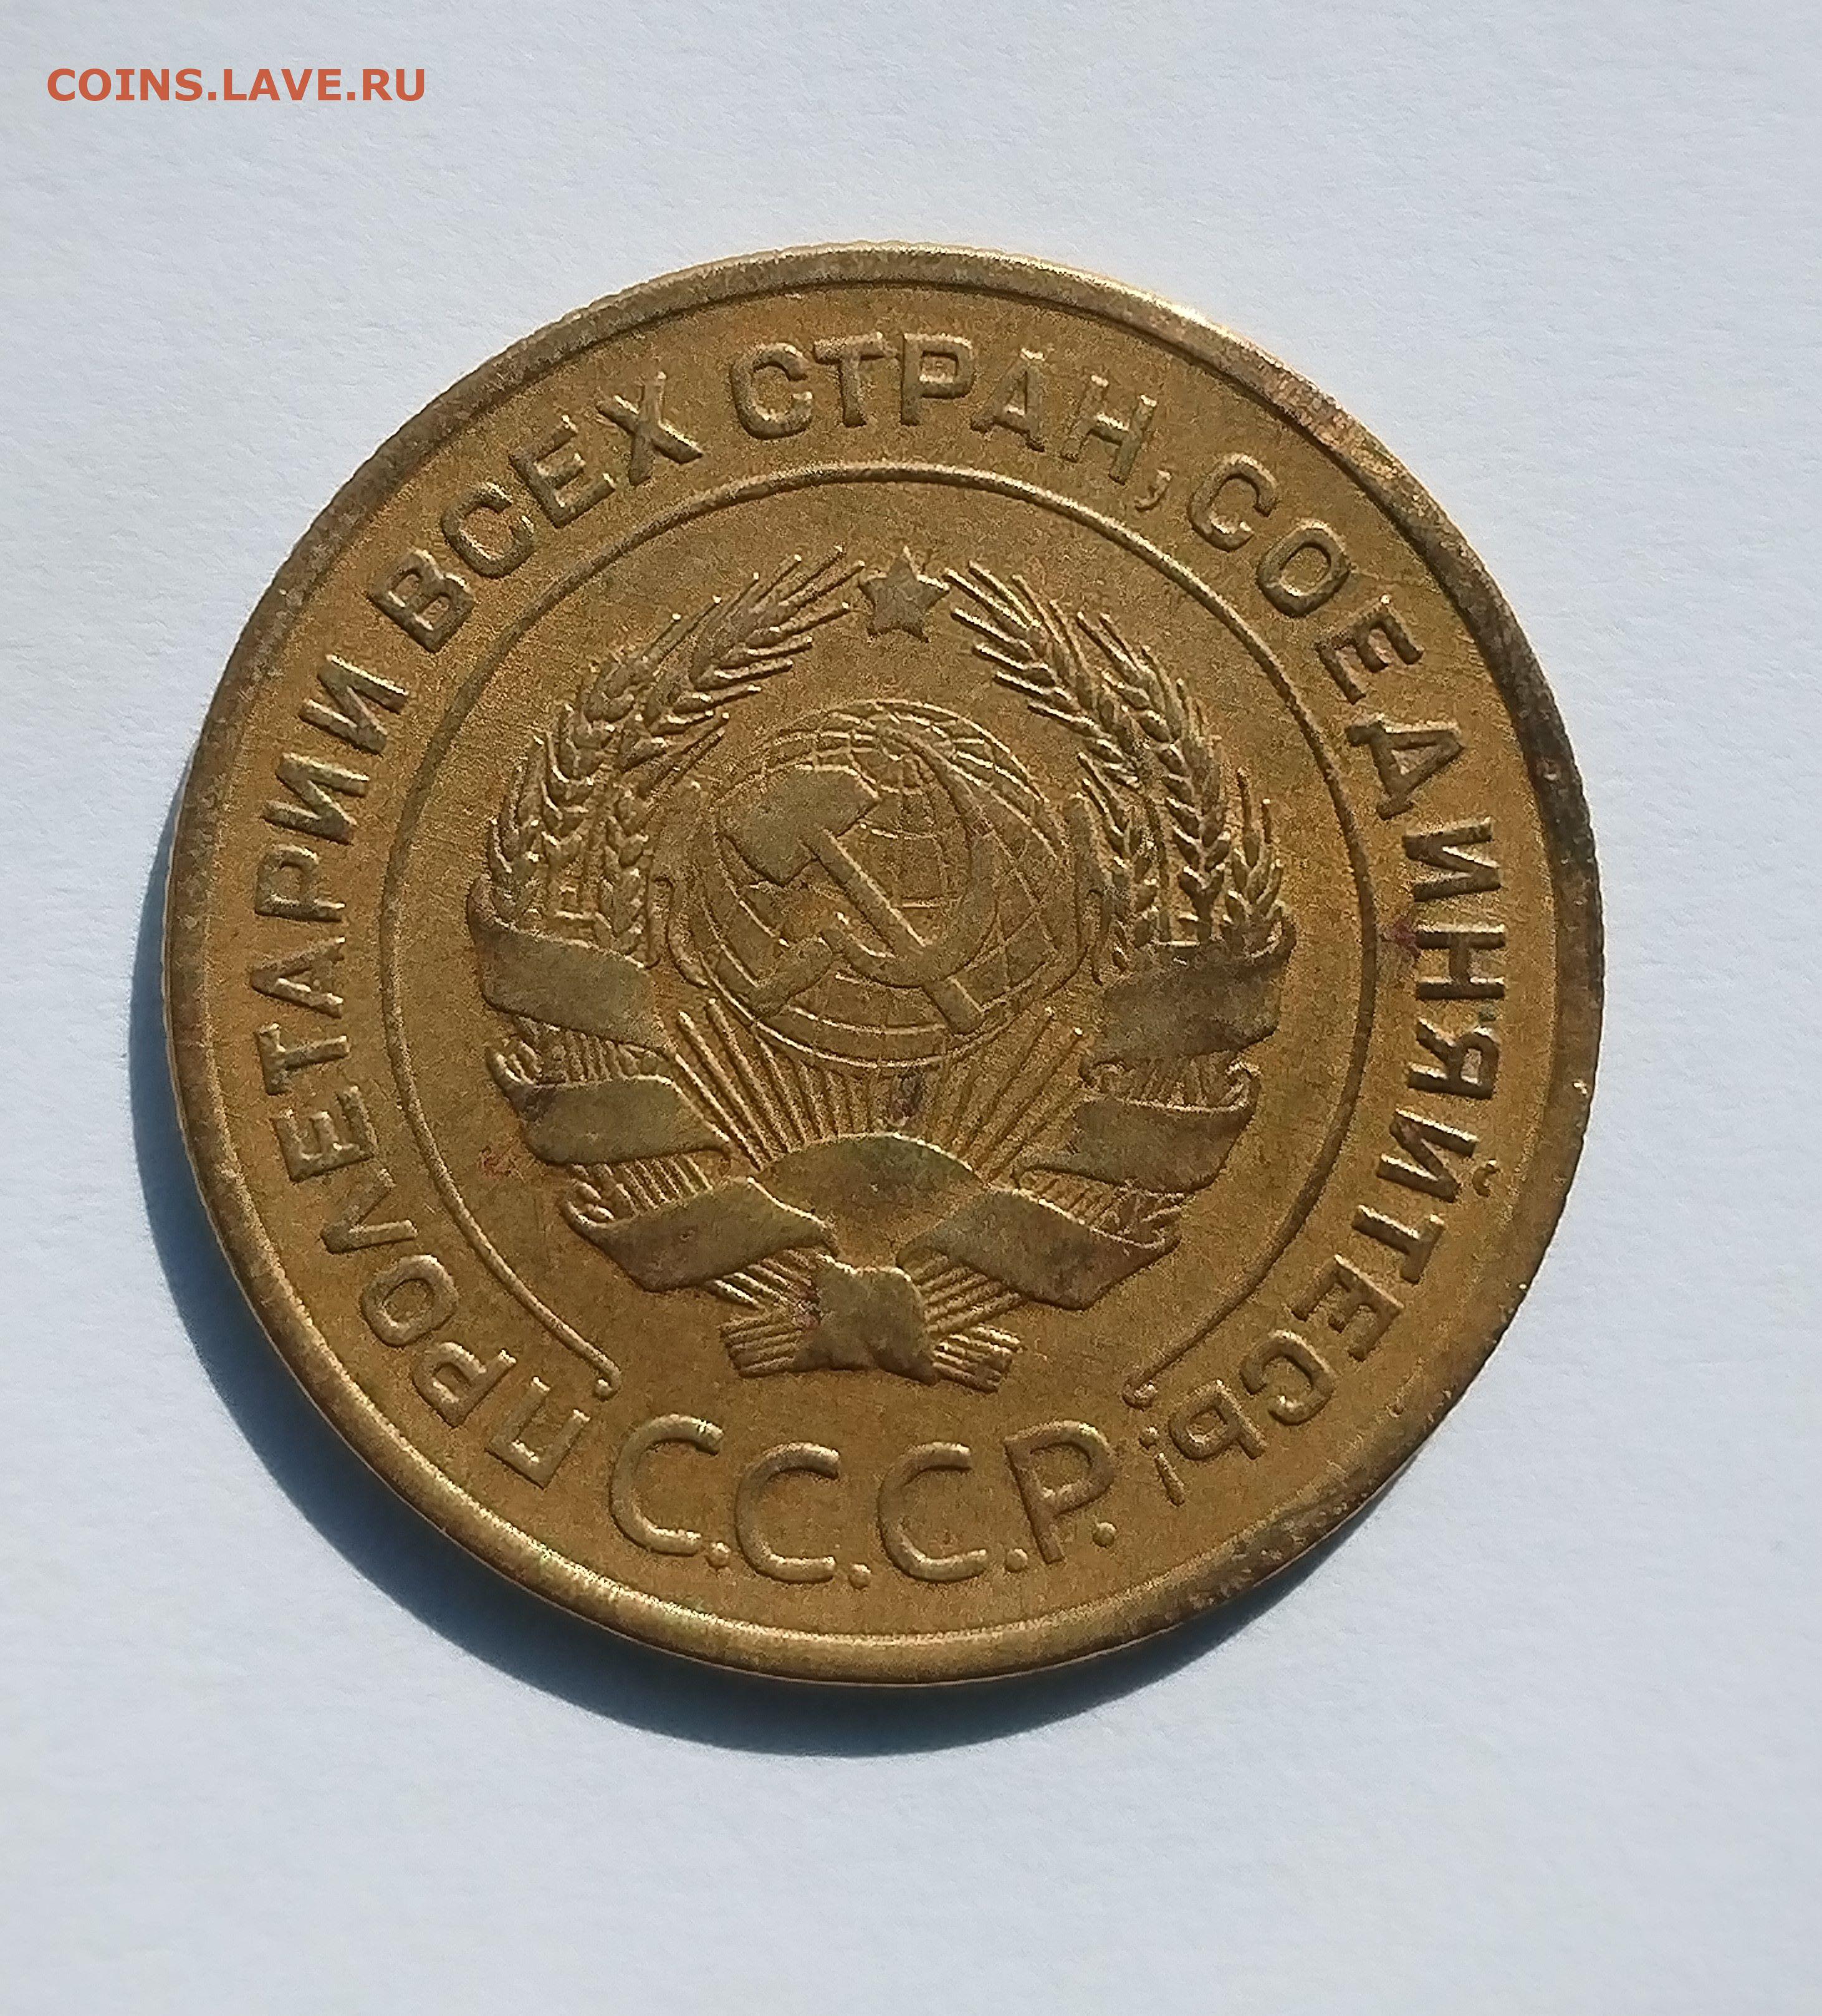 COINS.LAVE.RU
ПРОЛЕТАРИИ ВСЕХ СТРАН, СОЕДИНЯЙТЕСЬ!
С.С.С.Р.